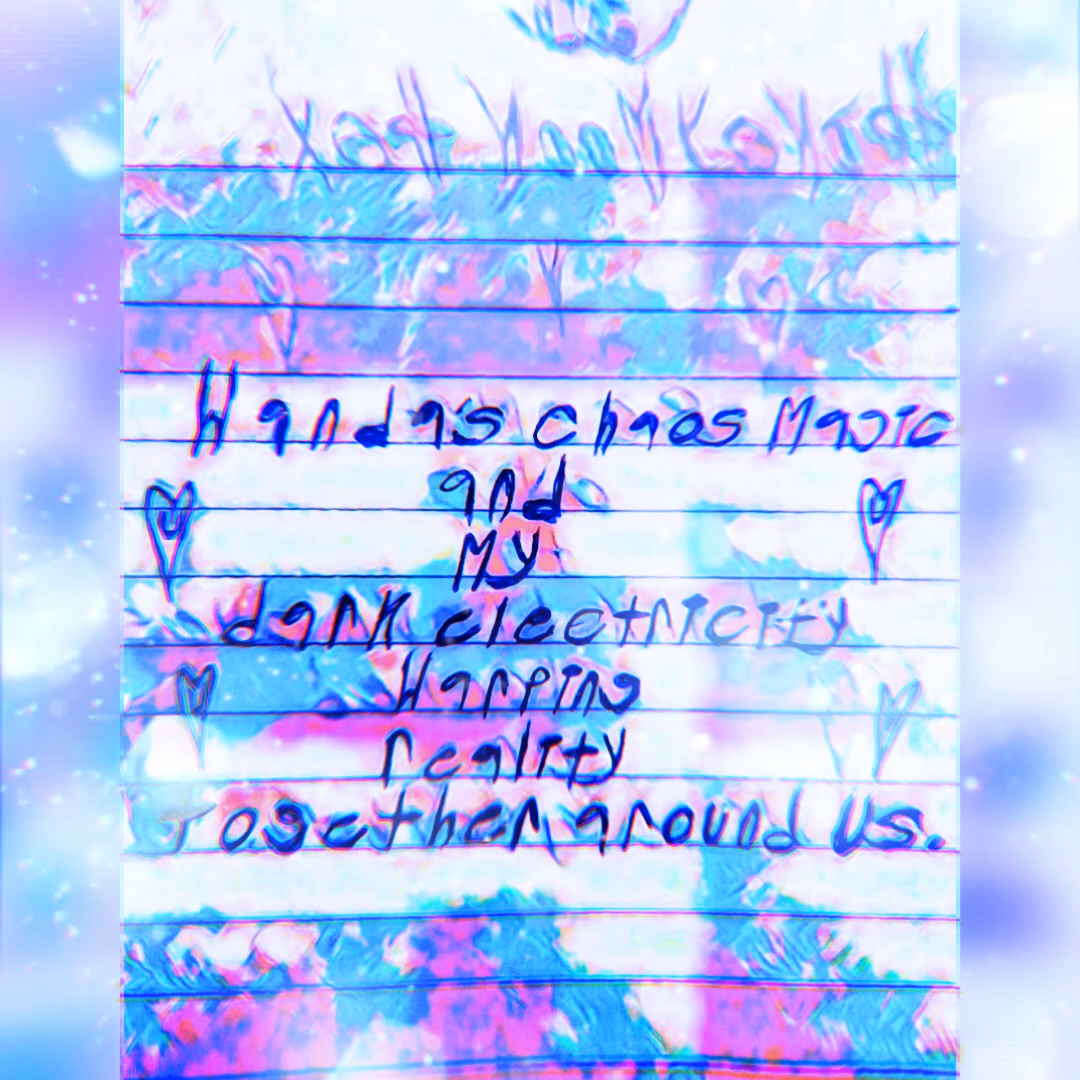 Wandas chaos Magic
and
My
dark electricity
Warping
reality
Together around us.